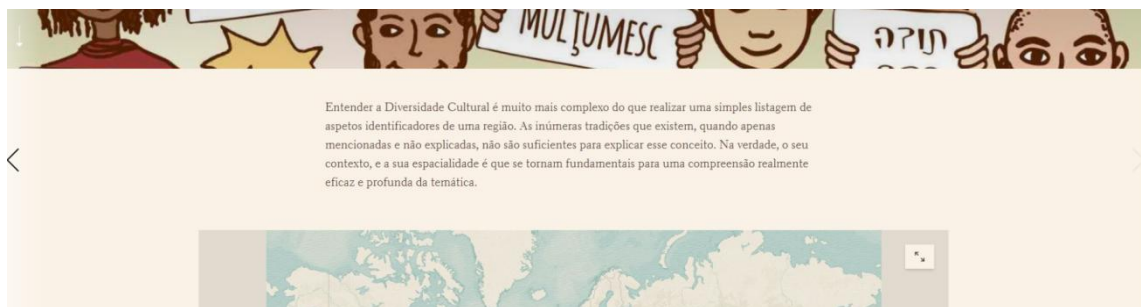 MULŢUMESC
תודה
Entender a Diversidade Cultural é muito mais complexo do que realizar uma simples listagem de
aspetos identificadores de uma região. As inúmeras tradições que existem, quando apenas
mencionadas e não explicadas, não são suficientes para explicar esse conceito. Na verdade, o seu
contexto, e a sua espacialidade é que se tornam fundamentais para uma compreensão realmente
eficaz e profunda da temática.